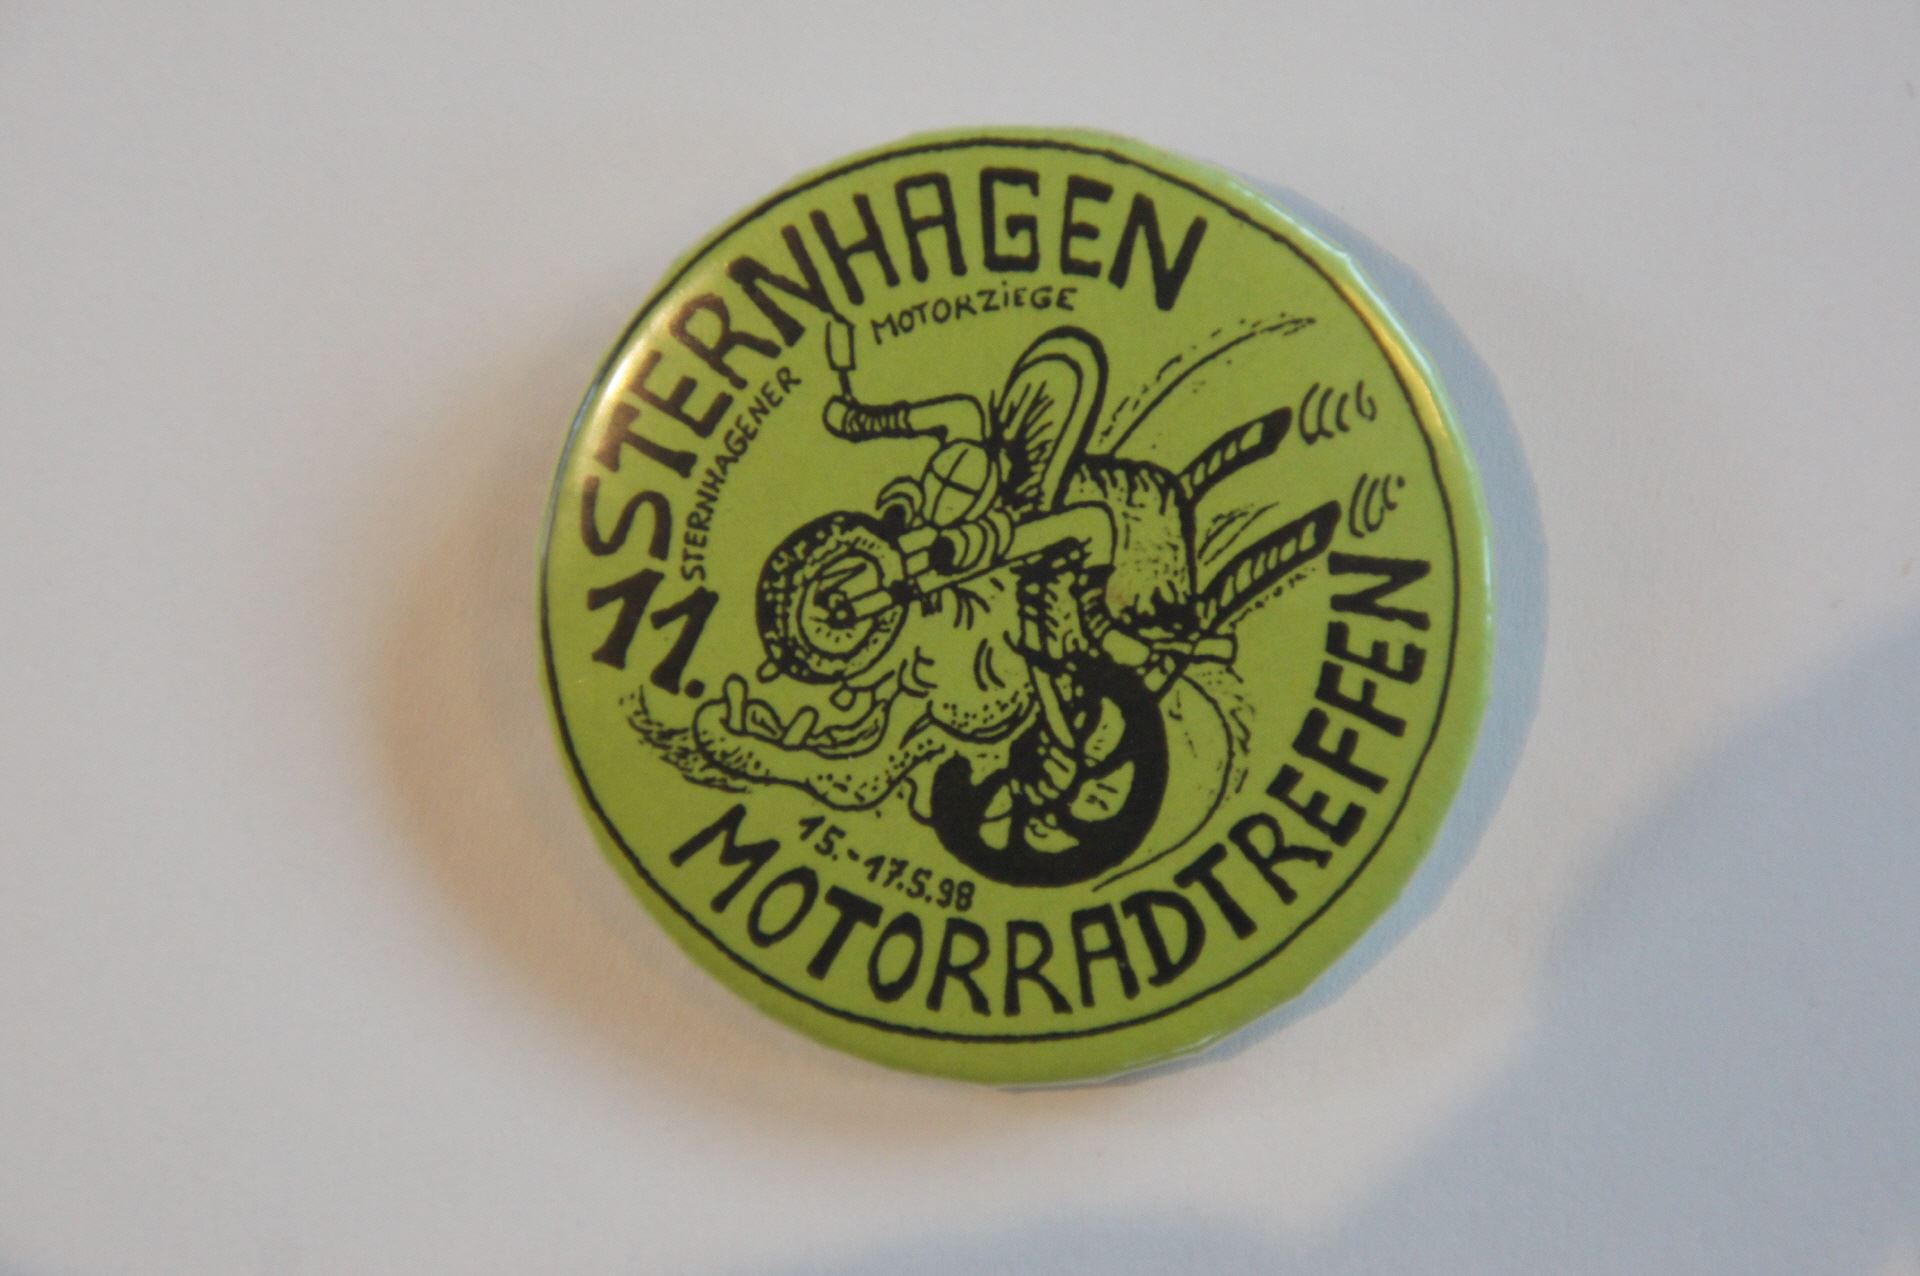 11. STERNHAGEN
STERNHAGENER MOTORZIEGE
15.-17.5.98
MOTORRADTREFFEN